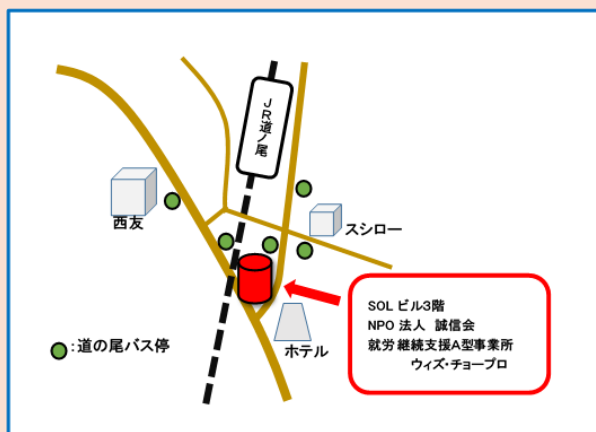 JR道ノ尾
西友
スシロー
SOL ビル3階
NPO 法人 誠信会
就労継続支援A型事業所
ウィズ・チョープロ
ホテル
:道の尾バス停